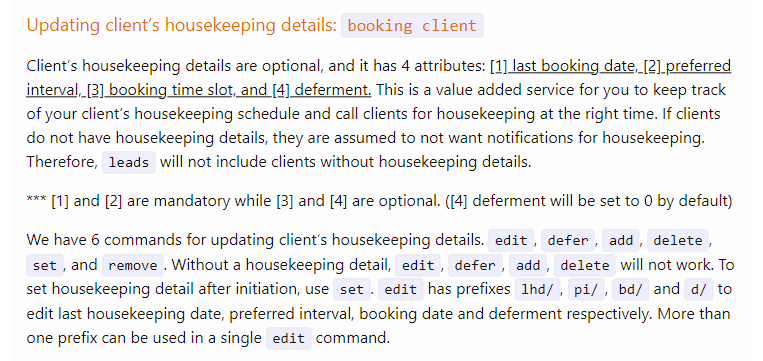 Updating client's housekeeping details: booking client
Client's housekeeping details are optional, and it has 4 attributes: [1] last booking date, [2] preferred
interval, [3] booking time slot, and [4] deferment. This is a value added service for you to keep track
of your client's housekeeping schedule and call clients for housekeeping at the right time. If clients
do not have housekeeping details, they are assumed to not want notifications for housekeeping.
Therefore, leads will not include clients without housekeeping details.
*** [1] and [2] are mandatory while [3] and [4] are optional. ([4] deferment will be set to 0 by default)
We have 6 commands for updating client's housekeeping details. edit, defer, add, delete,
set, and remove. Without a housekeeping detail, edit, defer, add, delete will not work. To
set housekeeping detail after initiation, use set. edit has prefixes lhd/, pi/, bd/ and d/ to
edit last housekeeping date, preferred interval, booking date and deferment respectively. More than
one prefix can be used in a single edit command.